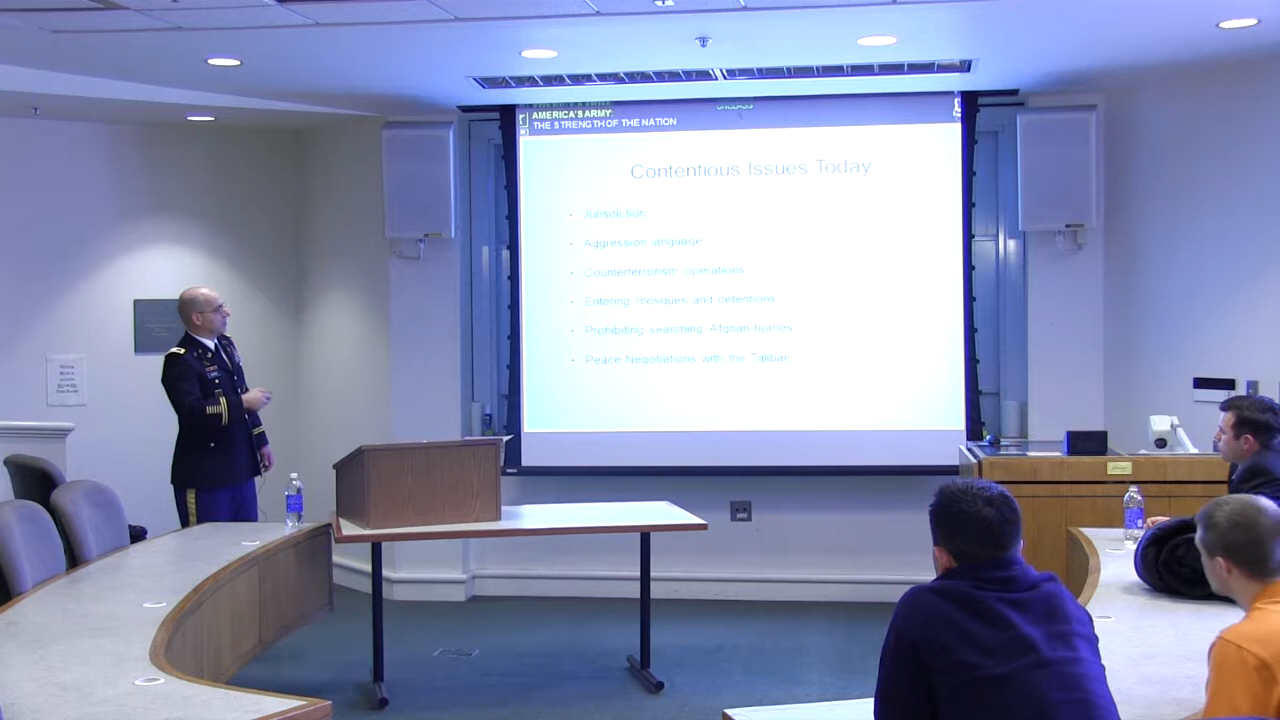 UNCLASS
AMERICA'S ARMY:
THE STRENGTH OF THE NATION
Contentious Issues Today
• Jurisdiction
• Aggression language
• Counterterrorism operations
• Entering mosques and detentions
• Prohibiting searching Afghan homes
• Peace Negotiations with the Taliban